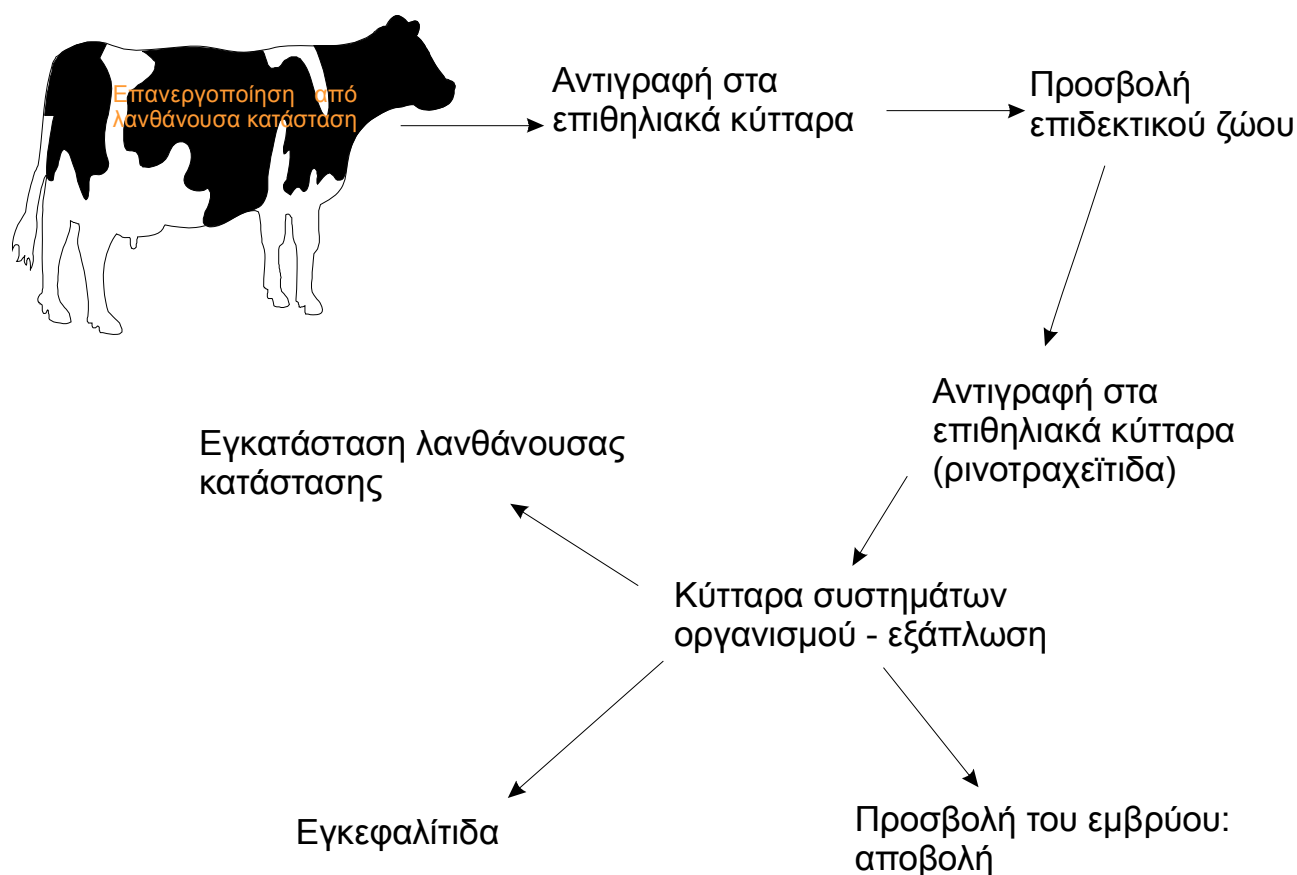 Επανεργοποίηση από
λανθάνουσα κατάσταση
Αντιγραφή στα
επιθηλιακά κύτταρα
Προσβολή
επιδεκτικού ζώου
Αντιγραφή στα
επιθηλιακά κύτταρα
(ρινοτραχεϊτιδα)
Εγκατάσταση λανθάνουσας
κατάστασης
Κύτταρα συστημάτων
οργανισμού - εξάπλωση
Εγκεφαλίτιδα
Προσβολή του εμβρύου:
αποβολή